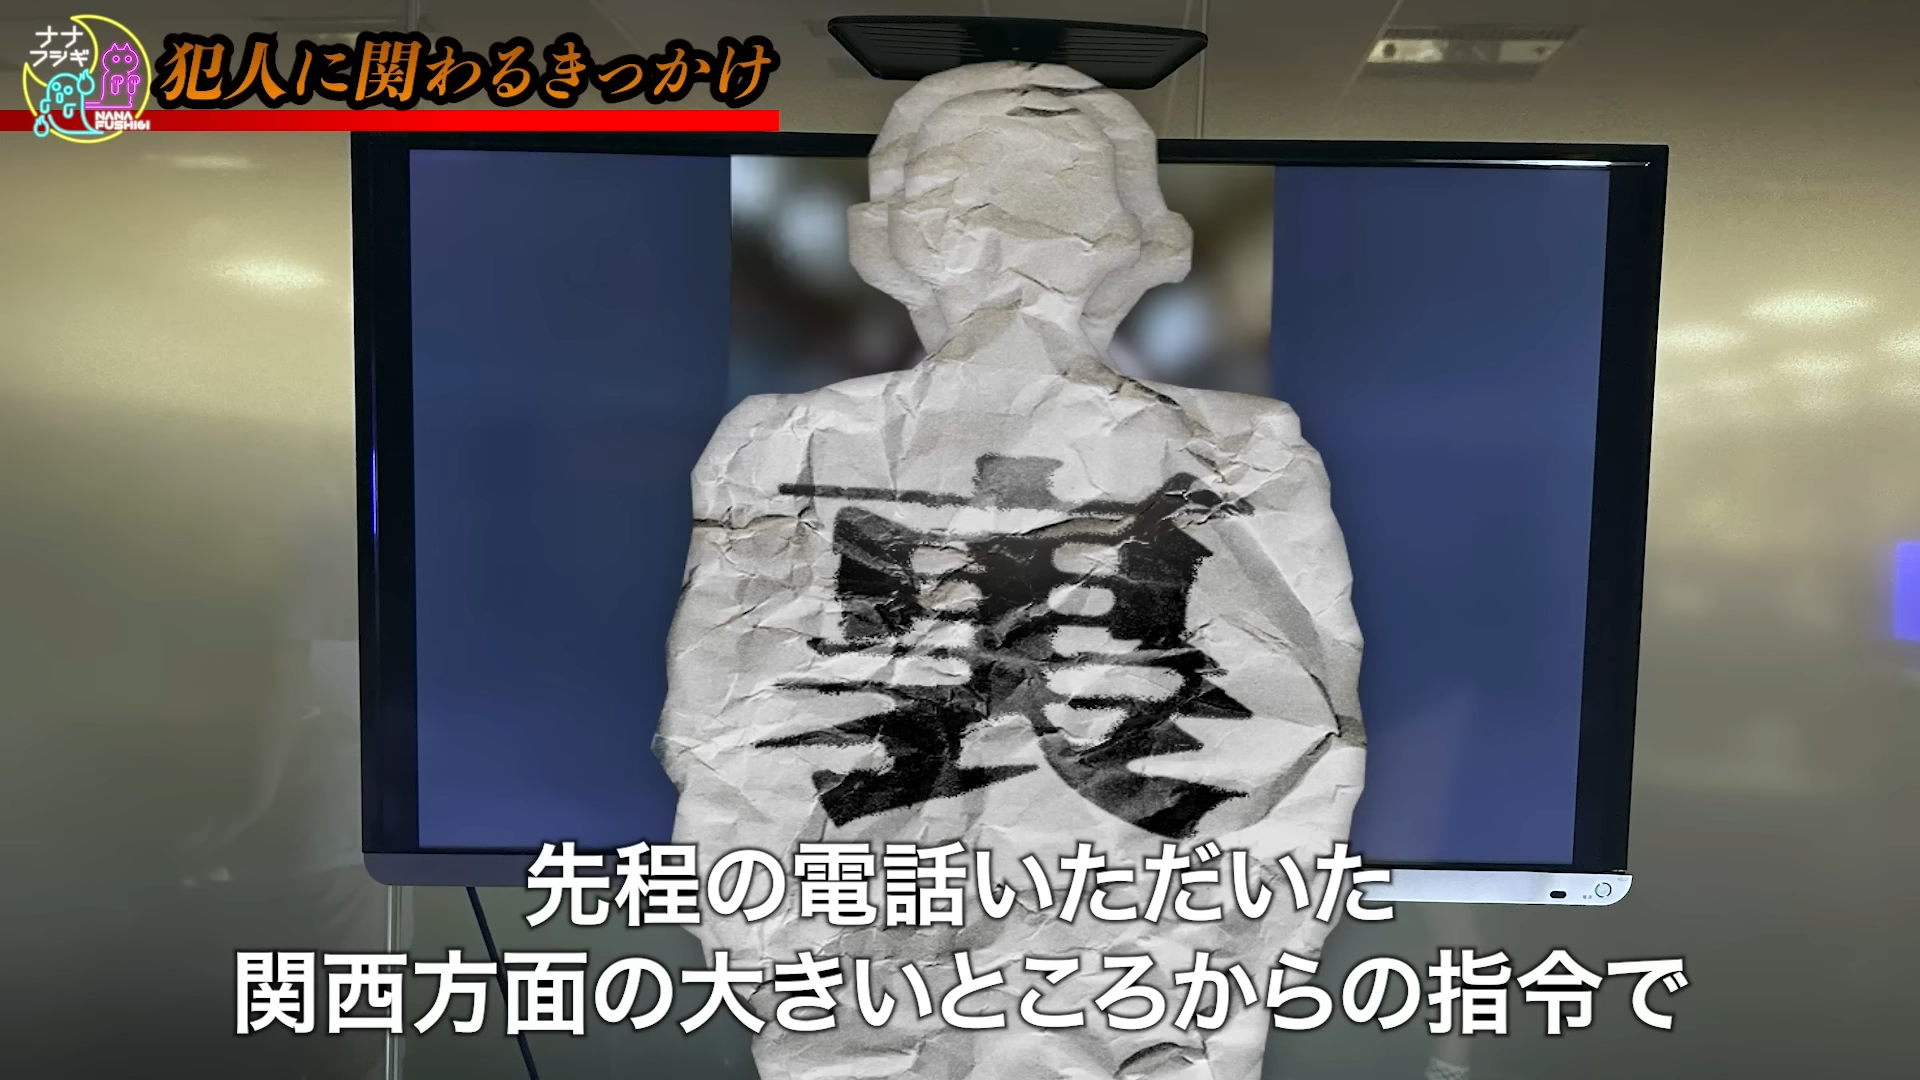 ナナ
フシギ
NANA
FUSHIGI
犯人に関わるきっかけ
裏
先程の電話いただいた
関西方面の大きいところからの指令で